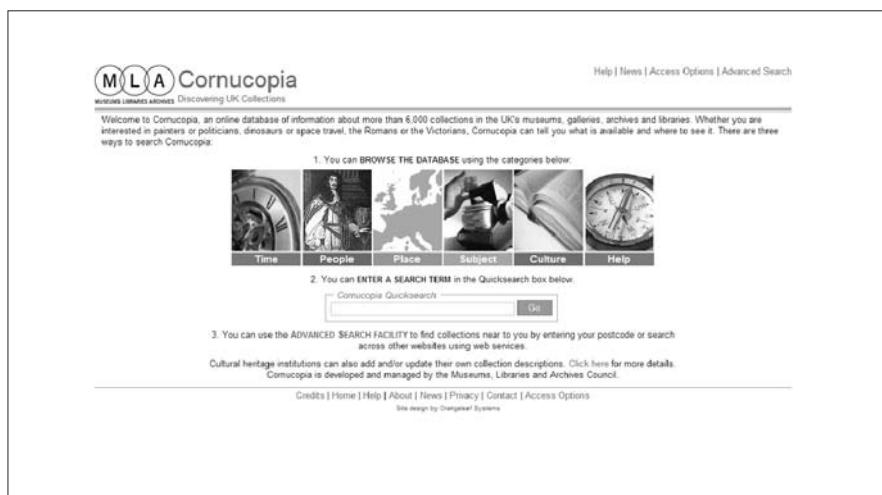 MLA Cornucopia
MUSEUMS LIBRARIES ARCHIVES Discovering UK Collections
Help | News | Access Options | Advanced Search
Welcome to Cornucopia, an online database of information about more than 6,000 collections in the UK's museums, galleries, archives and libraries. Whether you are
interested in painters or politicians, dinosaurs or space travel, the Romans or the Victorians, Cornucopia can tell you what is available and where to see it. There are three
ways to search Cornucopia:
1. You can BROWSE THE DATABASE using the categories below:
Time People Place Subject Culture Help
2. You can ENTER A SEARCH TERM in the Quicksearch box below.
Cornucopia Quicksearch
Go
3. You can use the ADVANCED SEARCH FACILITY to find collections near to you by entering your postcode or search
across other websites using web services.
Cultural heritage institutions can also add and/or update their own collection descriptions. Click here for more details.
Cornucopia is developed and managed by the Museums, Libraries and Archives Council.
Credits | Home | Help | About | News | Privacy | Contact | Access Options
Site design by Orangeleaf Systems